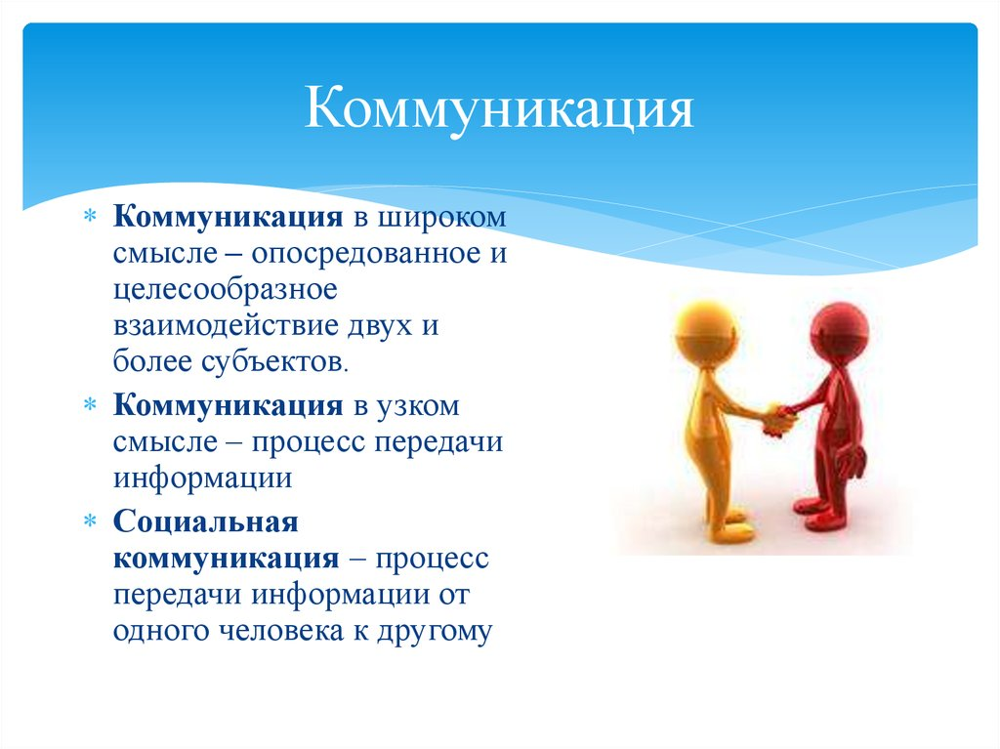 Коммуникация
* Коммуникация в широком
смысле – опосредованное и
целесообразное
взаимодействие двух и
более субъектов.
* Коммуникация в узком
смысле – процесс передачи
информации
* Социальная
коммуникация – процесс
передачи информации от
одного человека к другому